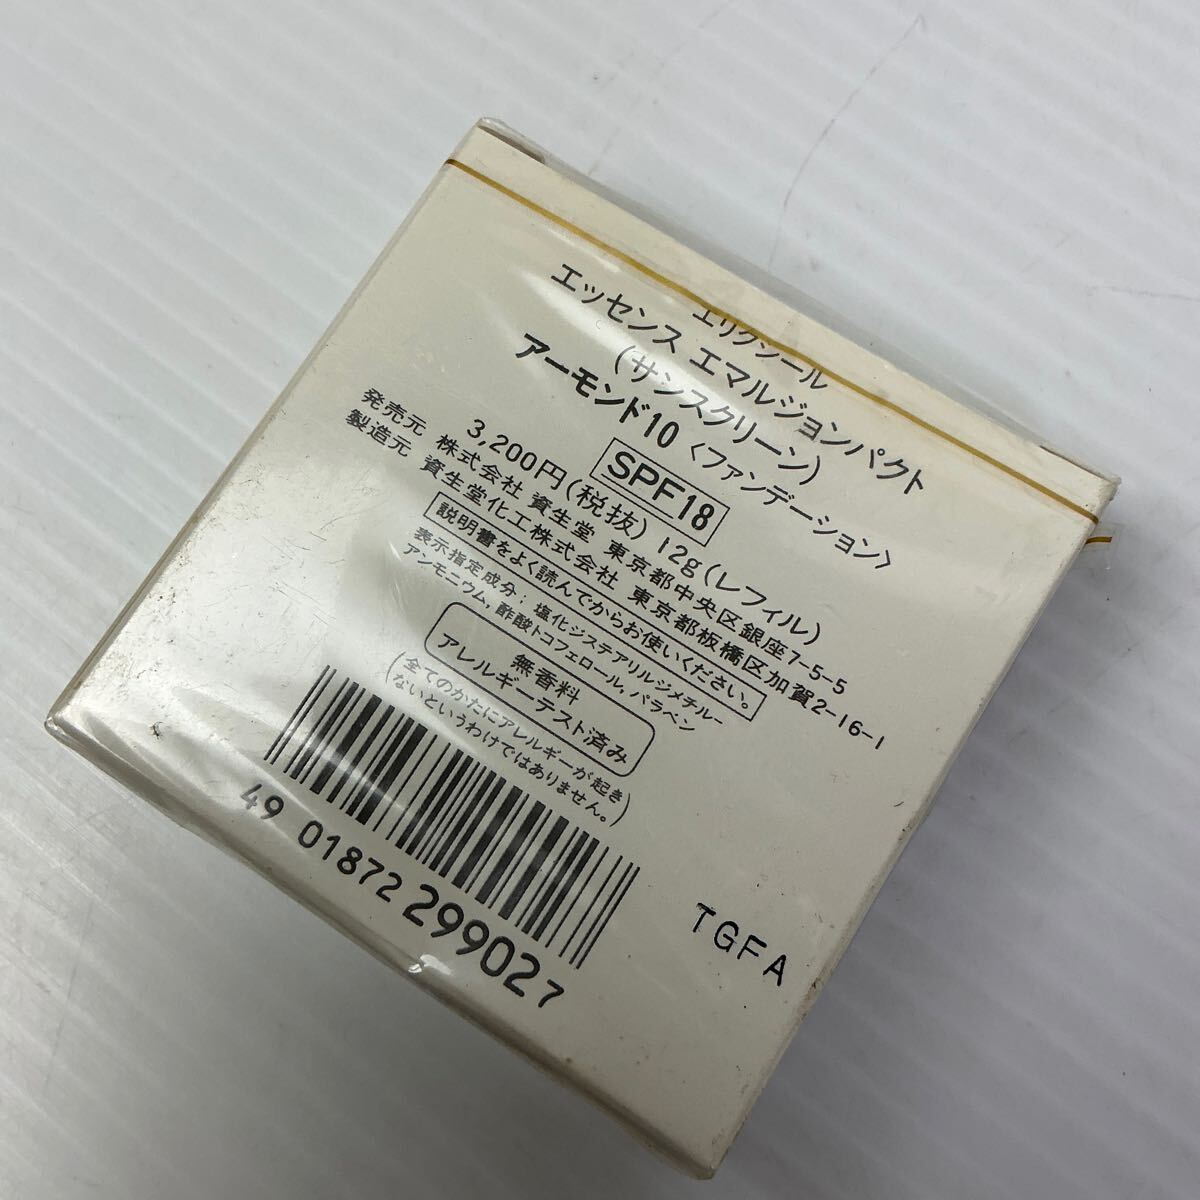 エリクシール
エッセンス エマルジョンパクト
(サンスクリーン)
アーモンド10 〈ファンデーション〉
SPF18
3,200円(税抜) 12g(レフィル)
発売元 株式会社 資生堂 東京都中央区銀座7-5-5
製造元 資生堂化工株式会社 東京都板橋区加賀2-16-1
説明書をよく読んでからお使いください。
表示指定成分:塩化ジステアリルジメチルー
アンモニウム,酢酸トコフェロール,パラベン
無香料
アレルギーテスト済み
(全てのかたにアレルギーが起き
ないというわけではありません。)
49 01872 299027
TGFA